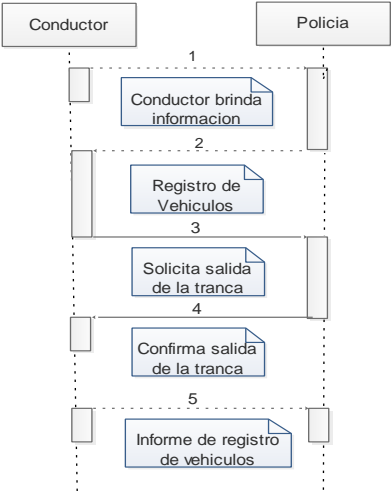 Conductor
Policia
1
Conductor brinda
informacion
2
Registro de
Vehiculos
3
Solicita salida
de la tranca
4
Confirma salida
de la tranca
5
Informe de registro
de vehiculos